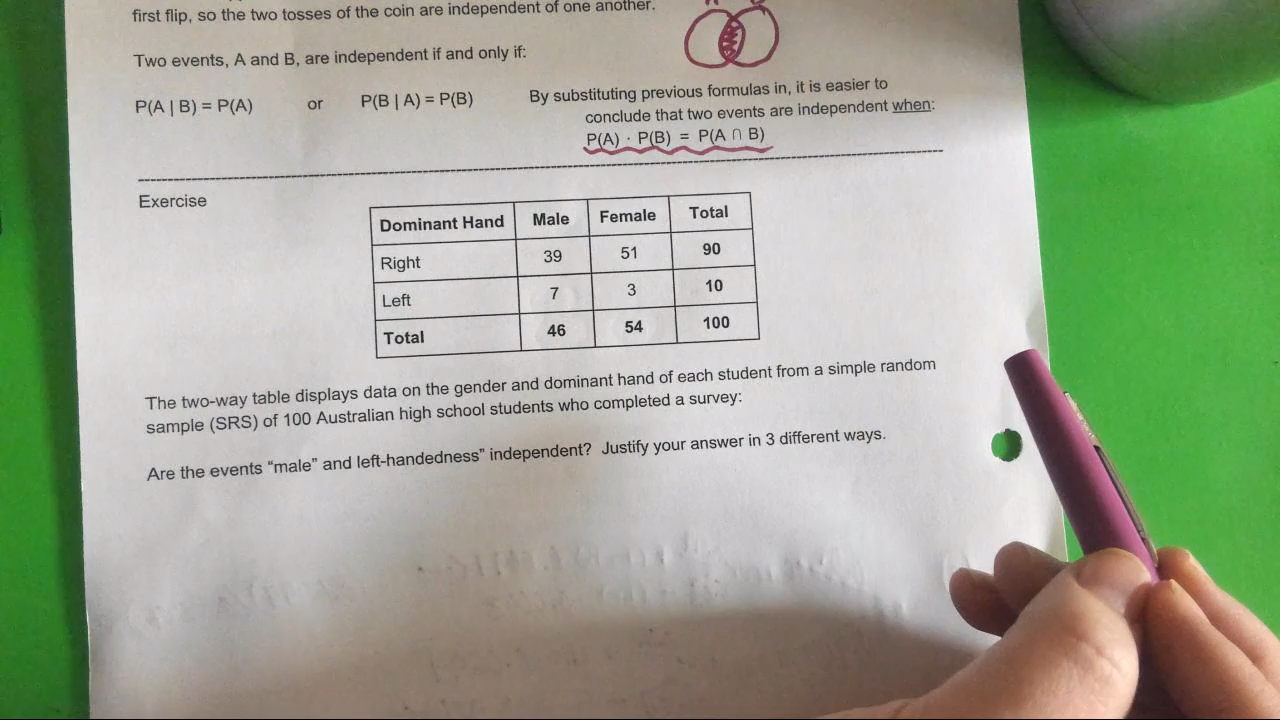 first flip, so the two tosses of the coin are independent of one another.
Two events, A and B, are independent if and only if:
P(A | B) = P(A) or P(B | A) = P(B) By substituting previous formulas in, it is easier to
conclude that two events are independent when:
P(A) · P(B) = P(A ∩ B)
Exercise
Dominant Hand Male Female Total
Right 39 51 90
Left 7 3 10
Total 46 54 100
The two-way table displays data on the gender and dominant hand of each student from a simple random
sample (SRS) of 100 Australian high school students who completed a survey:
Are the events “male” and left-handedness” independent? Justify your answer in 3 different ways.